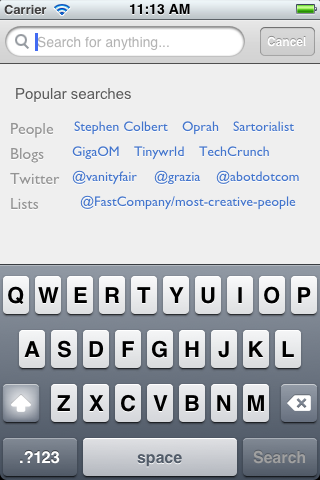 Carrier 11:13 AM
Search for anything... Cancel
Popular searches
People Stephen Colbert Oprah Sartorialist
Blogs GigaOM Tinywrld TechCrunch
Twitter @vanityfair @grazia @abotdotcom
Lists @FastCompany/most-creative-people
Q W E R T Y U I O P
A S D F G H J K L
Z X C V B N M
.?123 space Search